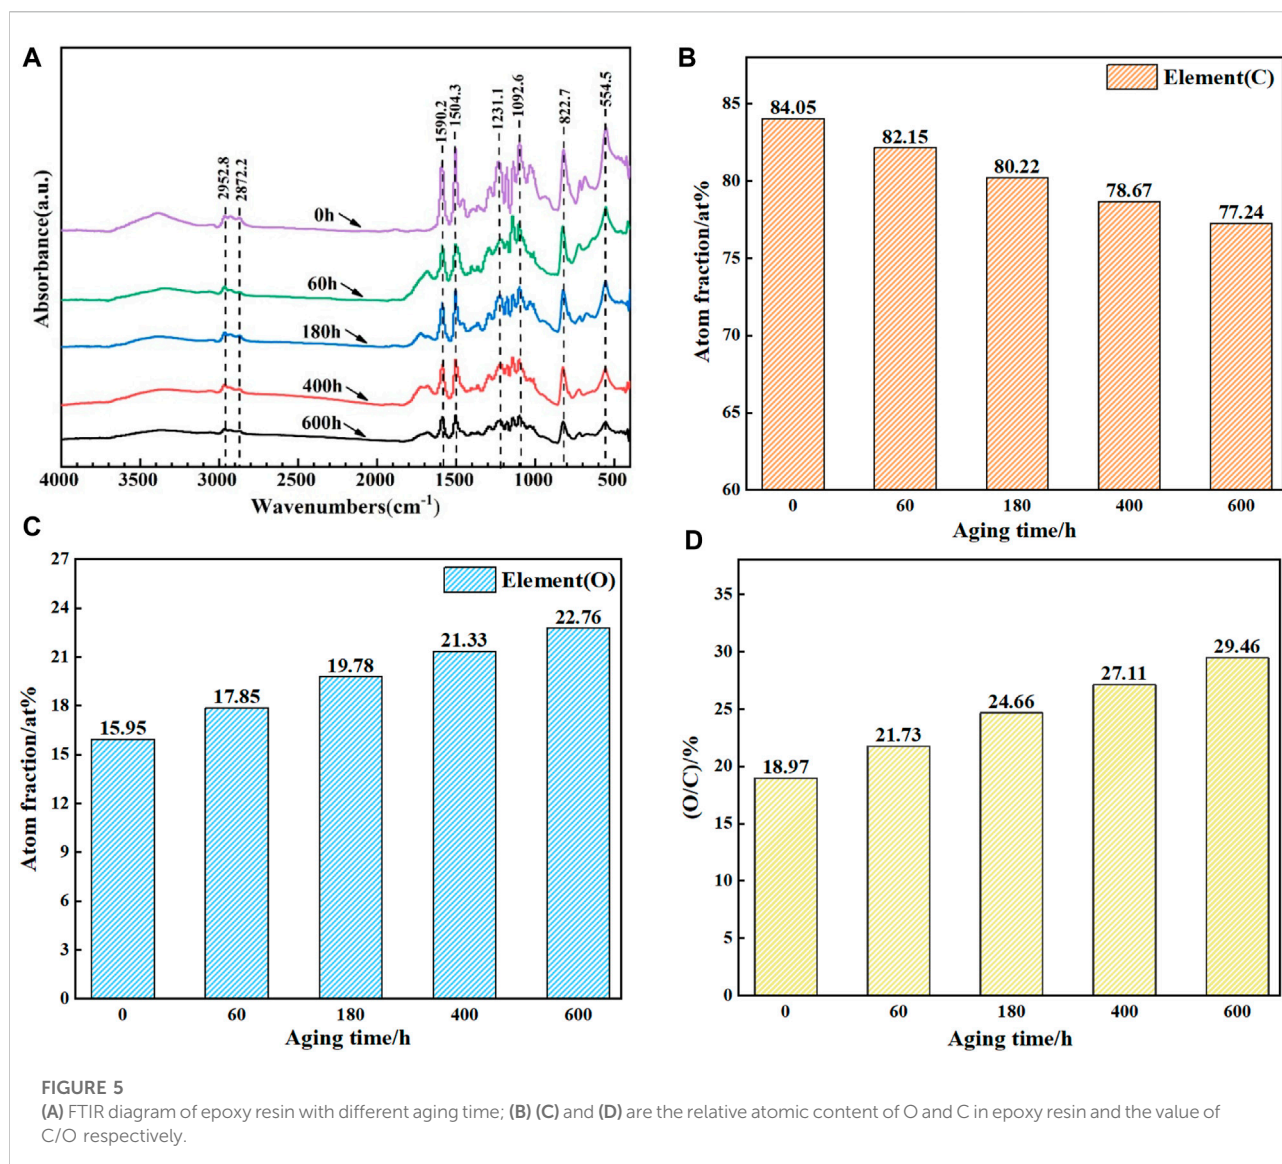 A
Absorbance(a.u.)
2952.8
2872.2
1590.2
1504.3
1231.1
1092.6
822.7
554.5
0h
60h
180h
400h
600h
4000 3500 3000 2500 2000 1500 1000 500
Wavenumbers(cm⁻¹)
B
Element(C)
Atom fraction/at%
85
80
75
70
65
60
84.05
82.15
80.22
78.67
77.24
0 60 180 400 600
Aging time/h
C
Element(O)
Atom fraction/at%
27
24
21
18
15
12
9
6
3
0
15.95
17.85
19.78
21.33
22.76
0 60 180 400 600
Aging time/h
D
(O/C)/%
35
30
25
20
15
10
5
0
18.97
21.73
24.66
27.11
29.46
0 60 180 400 600
Aging time/h
FIGURE 5
(A) FTIR diagram of epoxy resin with different aging time; (B) (C) and (D) are the relative atomic content of O and C in epoxy resin and the value of
C/O respectively.